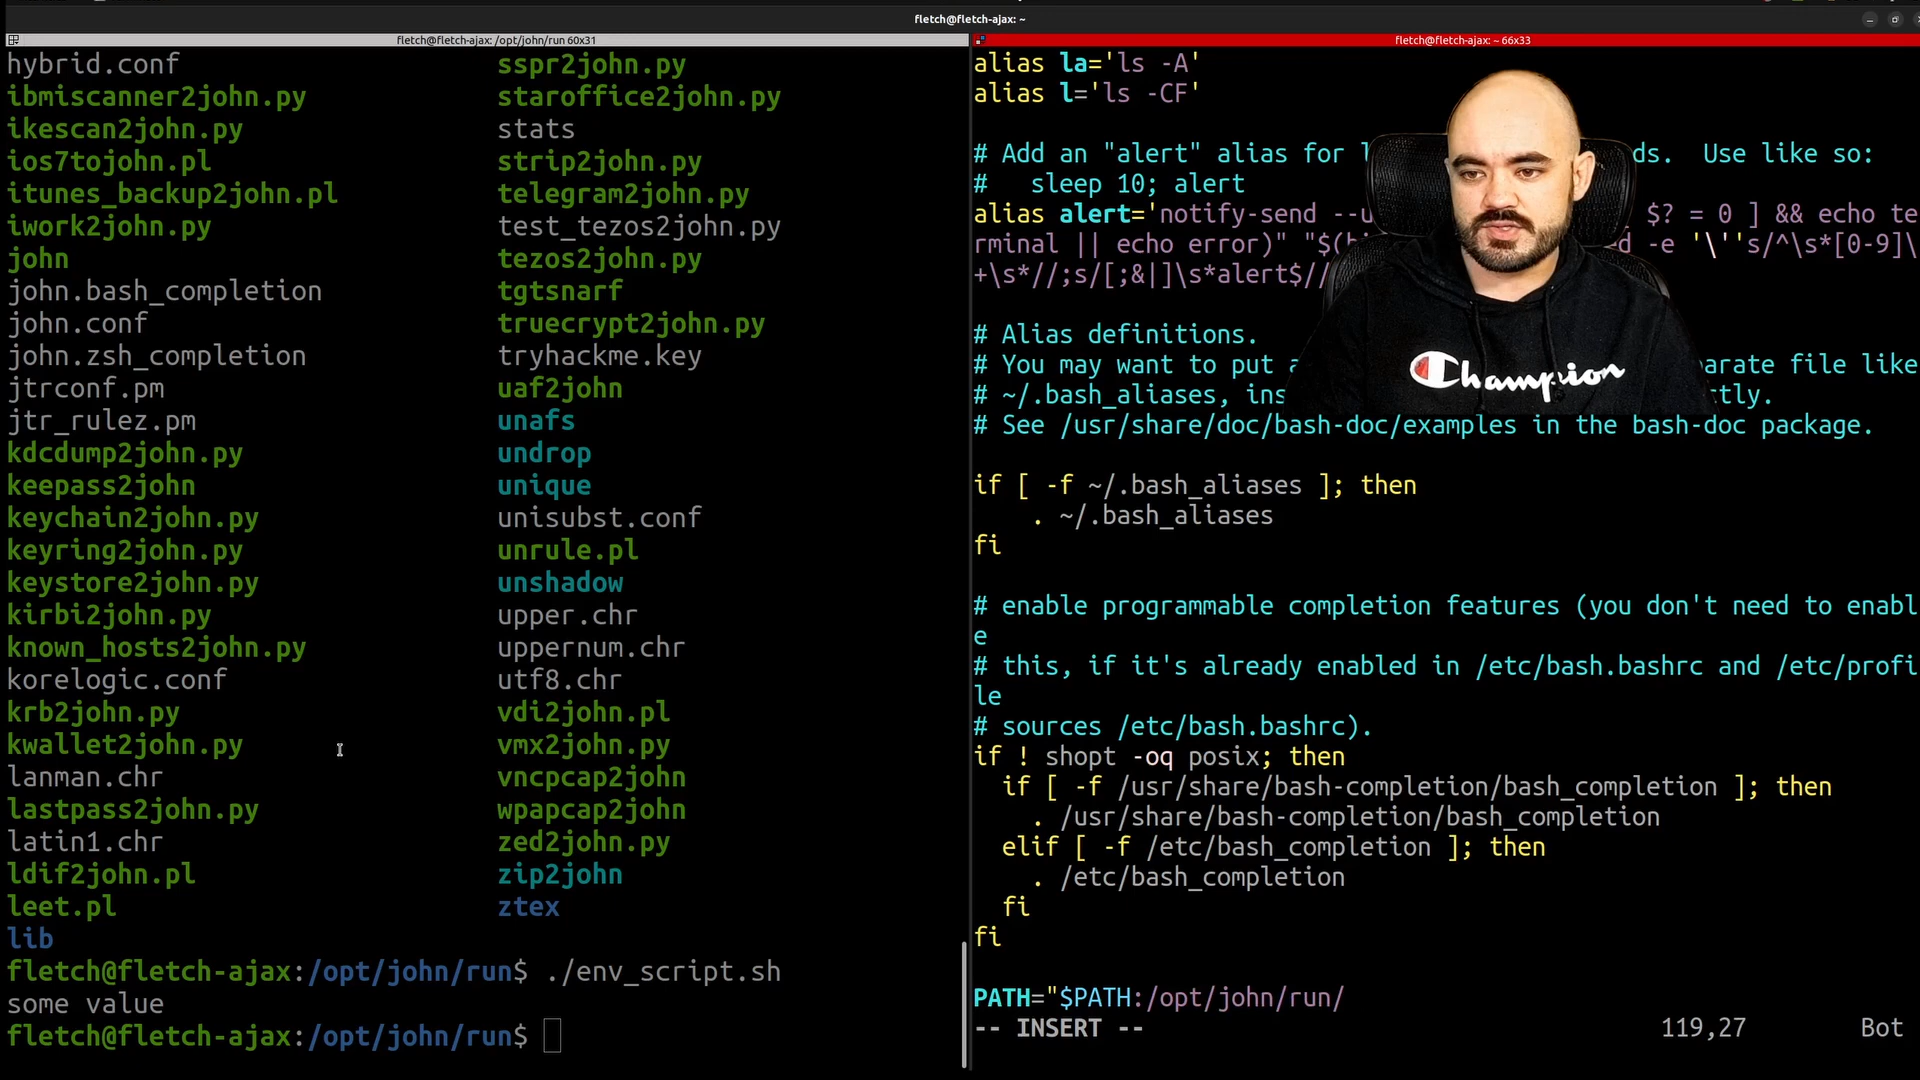 fletch@fletch-ajax: ~
fletch@fletch-ajax: /opt/john/run 60x31
hybrid.conf sspr2john.py
ibmiscanner2john.py staroffice2john.py
ikescan2john.py stats
ios7tojohn.pl strip2john.py
itunes_backup2john.pl telegram2john.py
iwork2john.py test_tezos2john.py
john tezos2john.py
john.bash_completion tgtsnarf
john.conf truecrypt2john.py
john.zsh_completion tryhackme.key
jtrconf.pm uaf2john
jtr_rulez.pm unafs
kdcdump2john.py undrop
keepass2john unique
keychain2john.py unisubst.conf
keyring2john.py unrule.pl
keystore2john.py unshadow
kirbi2john.py upper.chr
known_hosts2john.py uppernum.chr
korelogic.conf utf8.chr
krb2john.py vdi2john.pl
kwallet2john.py vmx2john.py
lanman.chr vncpcap2john
lastpass2john.py wpapcap2john
latin1.chr zed2john.py
ldif2john.pl zip2john
leet.pl ztex
lib
fletch@fletch-ajax:/opt/john/run$ ./env_script.sh
some value
fletch@fletch-ajax:/opt/john/run$
fletch@fletch-ajax: ~ 66x33
alias la='ls -A'
alias l='ls -CF'
# Add an "alert" alias for ds. Use like so:
# sleep 10; alert
alias alert='notify-send --u $? = 0 ] && echo te
rminal || echo error)" "$(hi d -e '\''s/^\s*[0-9]\
+\s*//;s/[;&|]\s*alert$//
# Alias definitions.
# You may want to put a parate file like
# ~/.bash_aliases, ins ctly.
# See /usr/share/doc/bash-doc/examples in the bash-doc package.
if [ -f ~/.bash_aliases ]; then
. ~/.bash_aliases
fi
# enable programmable completion features (you don't need to enabl
e
# this, if it's already enabled in /etc/bash.bashrc and /etc/profi
le
# sources /etc/bash.bashrc).
if ! shopt -oq posix; then
if [ -f /usr/share/bash-completion/bash_completion ]; then
. /usr/share/bash-completion/bash_completion
elif [ -f /etc/bash_completion ]; then
. /etc/bash_completion
fi
fi
PATH="$PATH:/opt/john/run/
-- INSERT -- 119,27 Bot
Champion